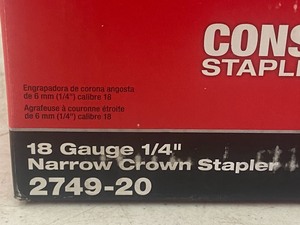 CONS
STAPLE
Engrapadora de corona angosta
de 6 mm (1/4") calibre 18
Agrafeuse à couronne étroite
de 6 mm (1/4") calibre 18
18 Gauge 1/4"
Narrow Crown Stapler
2749-20